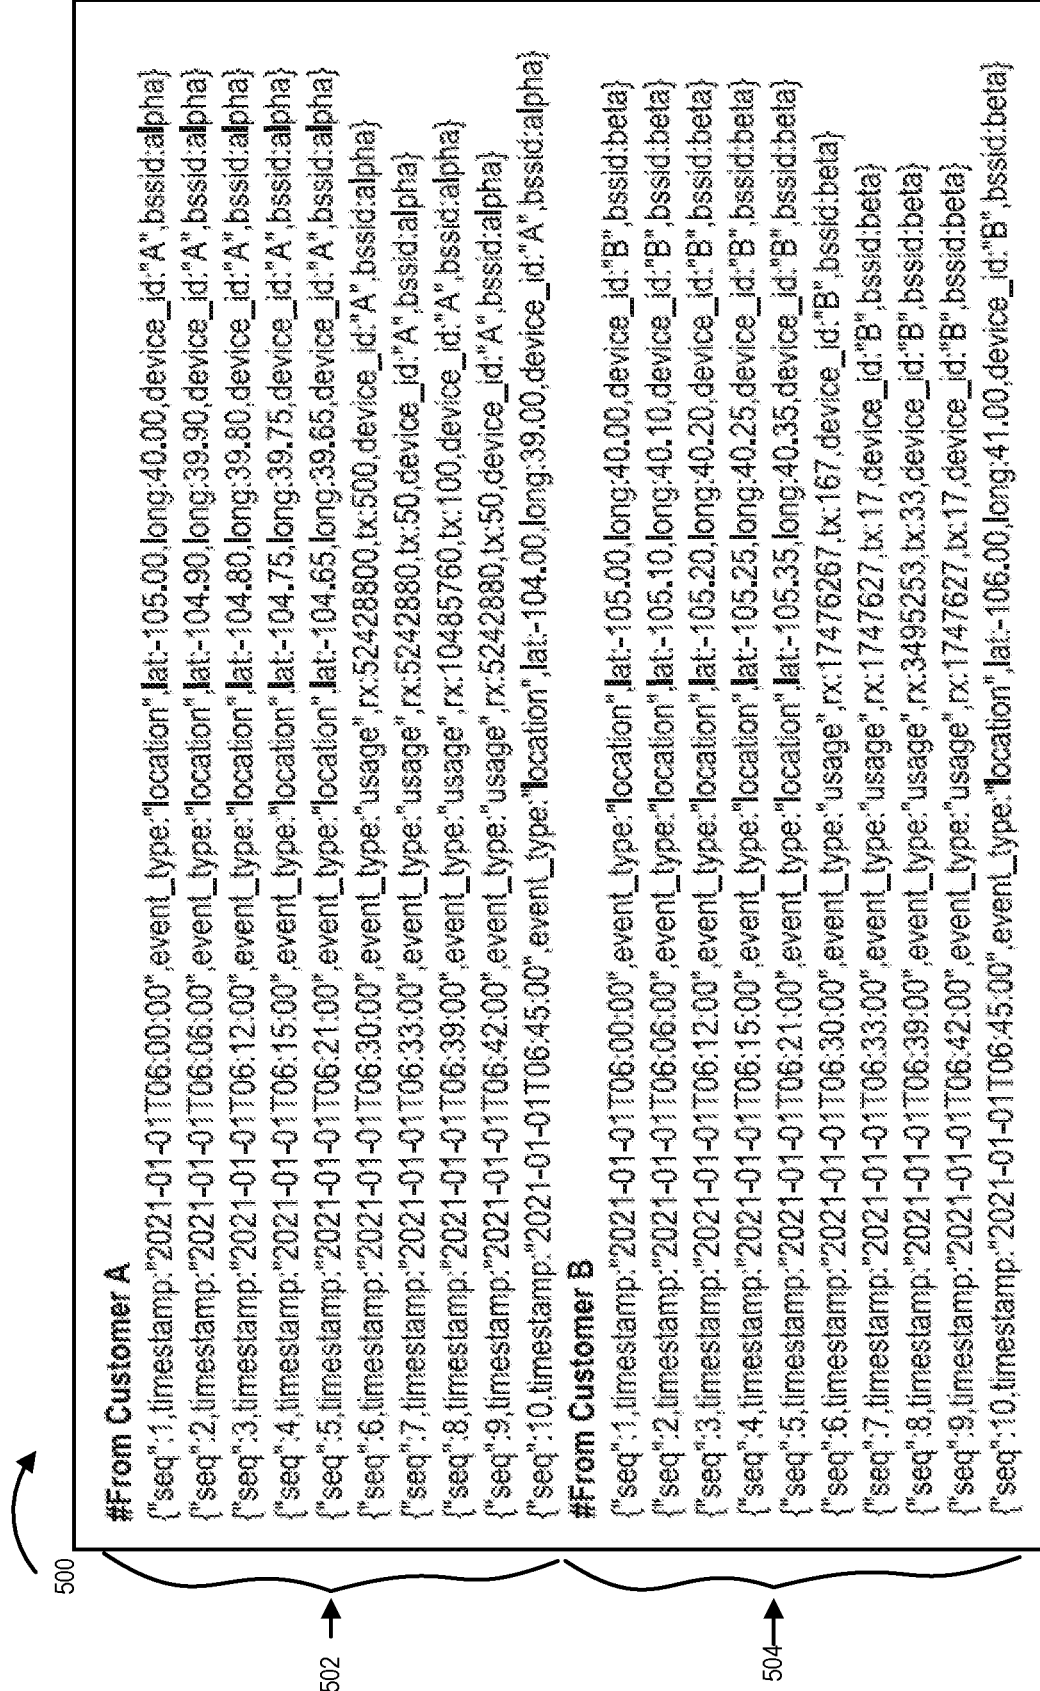 500
502
#From Customer A
{"seq":1,timestamp:"2021-01-01T06:00:00",event_type:"location",lat:-105.00,long:40.00,device_id:"A",bssid:alpha}
{"seq":2,timestamp:"2021-01-01T06:06:00",event_type:"location",lat:-104.90,long:39.90,device_id:"A",bssid:alpha}
{"seq":3,timestamp:"2021-01-01T06:12:00",event_type:"location",lat:-104.80,long:39.80,device_id:"A",bssid:alpha}
{"seq":4,timestamp:"2021-01-01T06:15:00",event_type:"location",lat:-104.75,long:39.75,device_id:"A",bssid:alpha}
{"seq":5,timestamp:"2021-01-01T06:21:00",event_type:"location",lat:-104.65,long:39.65,device_id:"A",bssid:alpha}
{"seq":6,timestamp:"2021-01-01T06:30:00",event_type:"usage",rx:52428800,tx:500,device_id:"A",bssid:alpha}
{"seq":7,timestamp:"2021-01-01T06:33:00",event_type:"usage",rx:5242880,tx:50,device_id:"A",bssid:alpha}
{"seq":8,timestamp:"2021-01-01T06:39:00",event_type:"usage",rx:10485760,tx:100,device_id:"A",bssid:alpha}
{"seq":9,timestamp:"2021-01-01T06:42:00",event_type:"usage",rx:5242880,tx:50,device_id:"A",bssid:alpha}
{"seq":10,timestamp:"2021-01-01T06:45:00",event_type:"location",lat:-104.00,long:39.00,device_id:"A",bssid:alpha}
504
#From Customer B
{"seq":1,timestamp:"2021-01-01T06:00:00",event_type:"location",lat:-105.00,long:40.00,device_id:"B",bssid:beta}
{"seq":2,timestamp:"2021-01-01T06:06:00",event_type:"location",lat:-105.10,long:40.10,device_id:"B",bssid:beta}
{"seq":3,timestamp:"2021-01-01T06:12:00",event_type:"location",lat:-105.20,long:40.20,device_id:"B",bssid:beta}
{"seq":4,timestamp:"2021-01-01T06:15:00",event_type:"location",lat:-105.25,long:40.25,device_id:"B",bssid:beta}
{"seq":5,timestamp:"2021-01-01T06:21:00",event_type:"location",lat:-105.35,long:40.35,device_id:"B",bssid:beta}
{"seq":6,timestamp:"2021-01-01T06:30:00",event_type:"usage",rx:17476267,tx:167,device_id:"B",bssid:beta}
{"seq":7,timestamp:"2021-01-01T06:33:00",event_type:"usage",rx:1747627,tx:17,device_id:"B",bssid:beta}
{"seq":8,timestamp:"2021-01-01T06:39:00",event_type:"usage",rx:3495253,tx:33,device_id:"B",bssid:beta}
{"seq":9,timestamp:"2021-01-01T06:42:00",event_type:"usage",rx:1747627,tx:17,device_id:"B",bssid:beta}
{"seq":10,timestamp:"2021-01-01T06:45:00",event_type:"location",lat:-106.00,long:41.00,device_id:"B",bssid:beta}